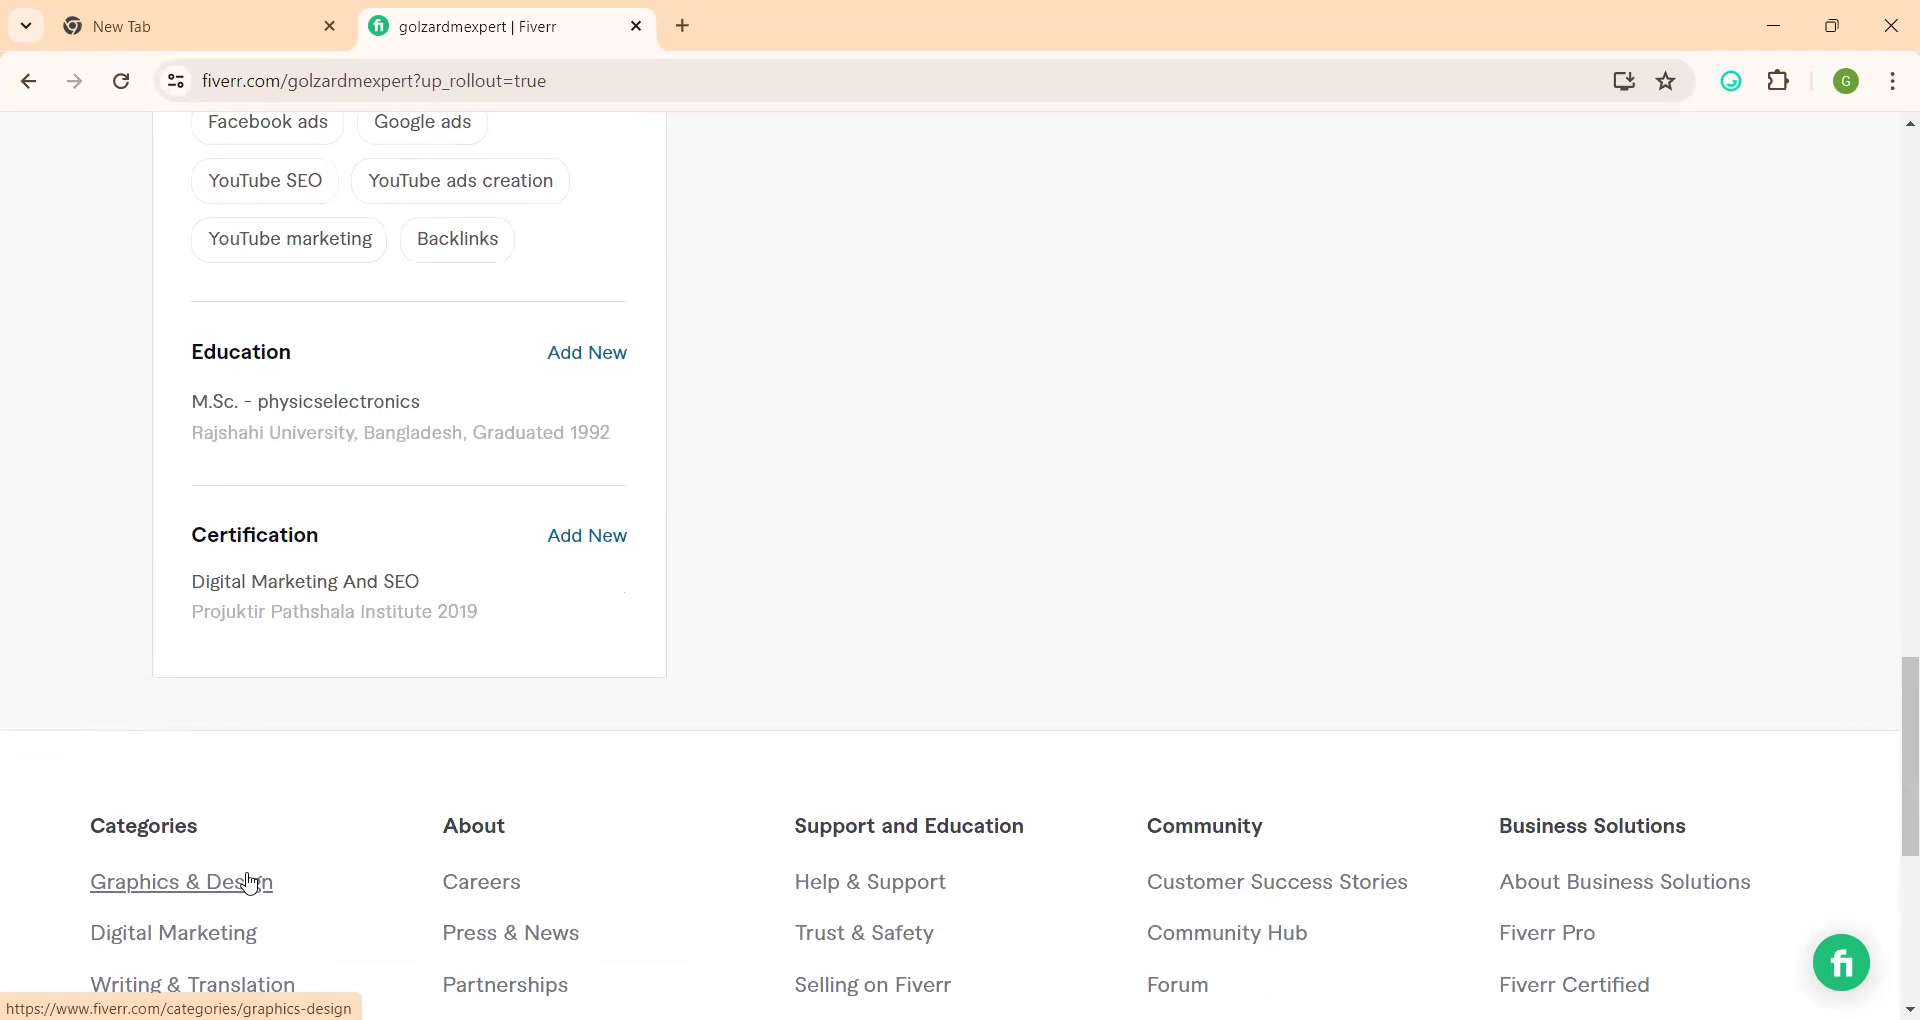 New Tab
golzardmexpert | Fiverr
fiverr.com/golzardmexpert?up_rollout=true
G
Facebook ads
Google ads
YouTube SEO
YouTube ads creation
YouTube marketing
Backlinks
Education
Add New
M.Sc. - physicselectronics
Rajshahi University, Bangladesh, Graduated 1992
Certification
Add New
Digital Marketing And SEO
Projuktir Pathshala Institute 2019
Categories
About
Support and Education
Community
Business Solutions
Graphics & Design
Careers
Help & Support
Customer Success Stories
About Business Solutions
Digital Marketing
Press & News
Trust & Safety
Community Hub
Fiverr Pro
Writing & Translation
Partnerships
Selling on Fiverr
Forum
Fiverr Certified
fi
https://www.fiverr.com/categories/graphics-design